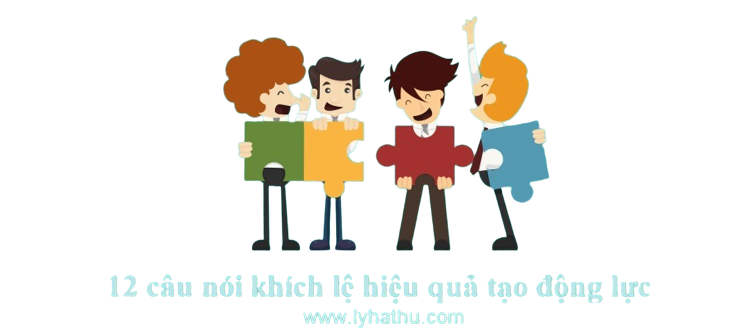 12 câu nói khích lệ hiệu quả tạo động lực
www.lyhathu.com